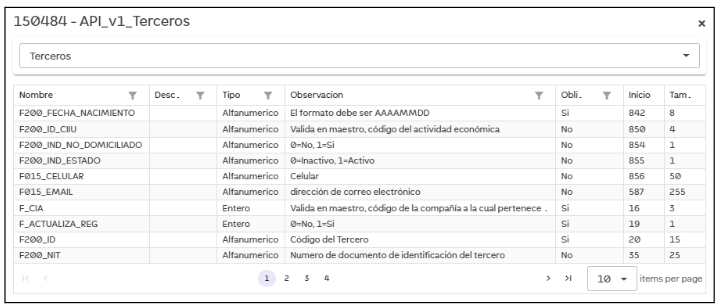 150484 - API_v1_Terceros ×
Terceros
Nombre Desc. Tipo Observacion Obli. Inicio Tam.
F200_FECHA_NACIMIENTO Alfanumerico El formato debe ser AAAAMMDD Si 842 8
F200_ID_CIIU Alfanumerico Valida en maestro, código del actividad económica No 850 4
F200_IND_NO_DOMICILIADO Alfanumerico 0=No, 1=Si No 854 1
F200_IND_ESTADO Alfanumerico 0=Inactivo, 1=Activo No 855 1
F015_CELULAR Alfanumerico Celular No 856 50
F015_EMAIL Alfanumerico dirección de correo electrónico No 587 255
F_CIA Entero Valida en maestro, código de la compañía a la cual pertenece . Si 16 3
F_ACTUALIZA_REG Entero 0=No, 1=Si Si 19 1
F200_ID Alfanumerico Código del Tercero Si 20 15
F200_NIT Alfanumerico Numero de documento de identificación del tercero No 35 25
1 2 3 4 10 items per page